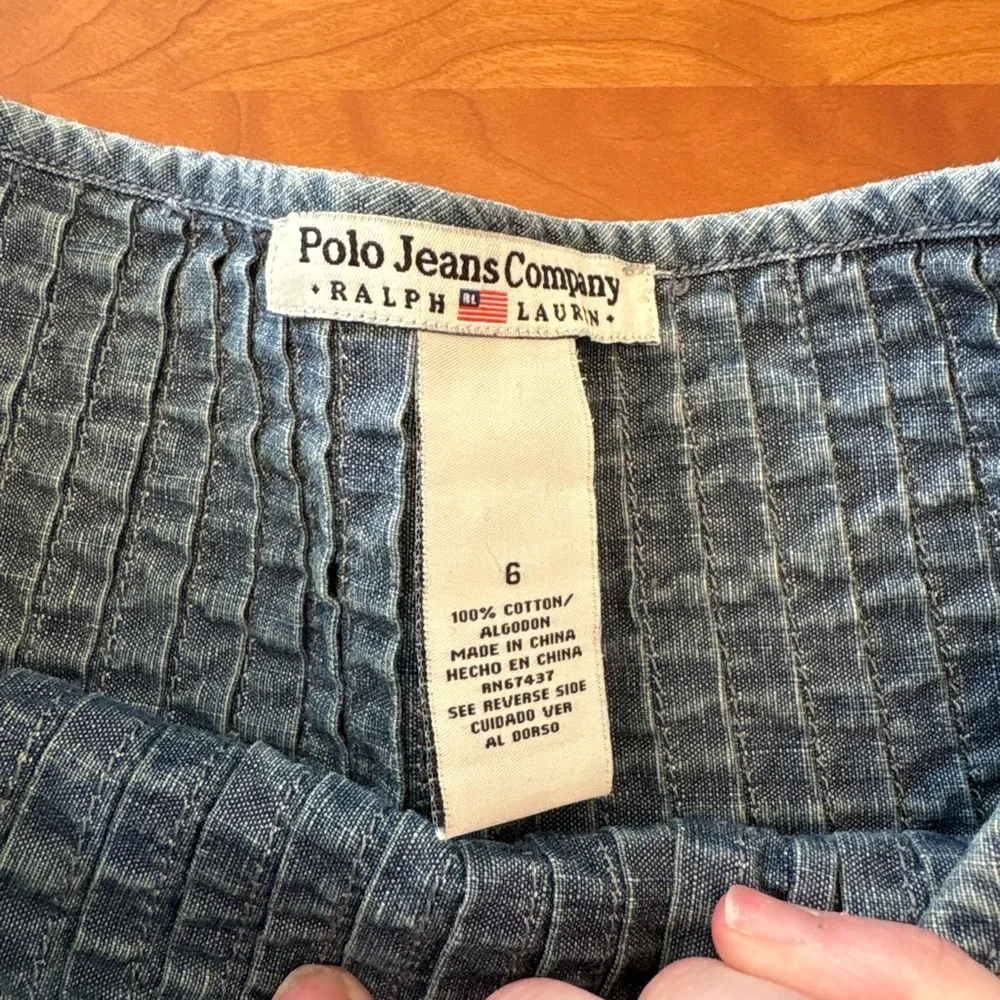 Polo Jeans Company
RALPH RL LAUREN
6
100% COTTON/
ALGODON
MADE IN CHINA
HECHO EN CHINA
RN67437
SEE REVERSE SIDE
CUIDADO VER
AL DORSO